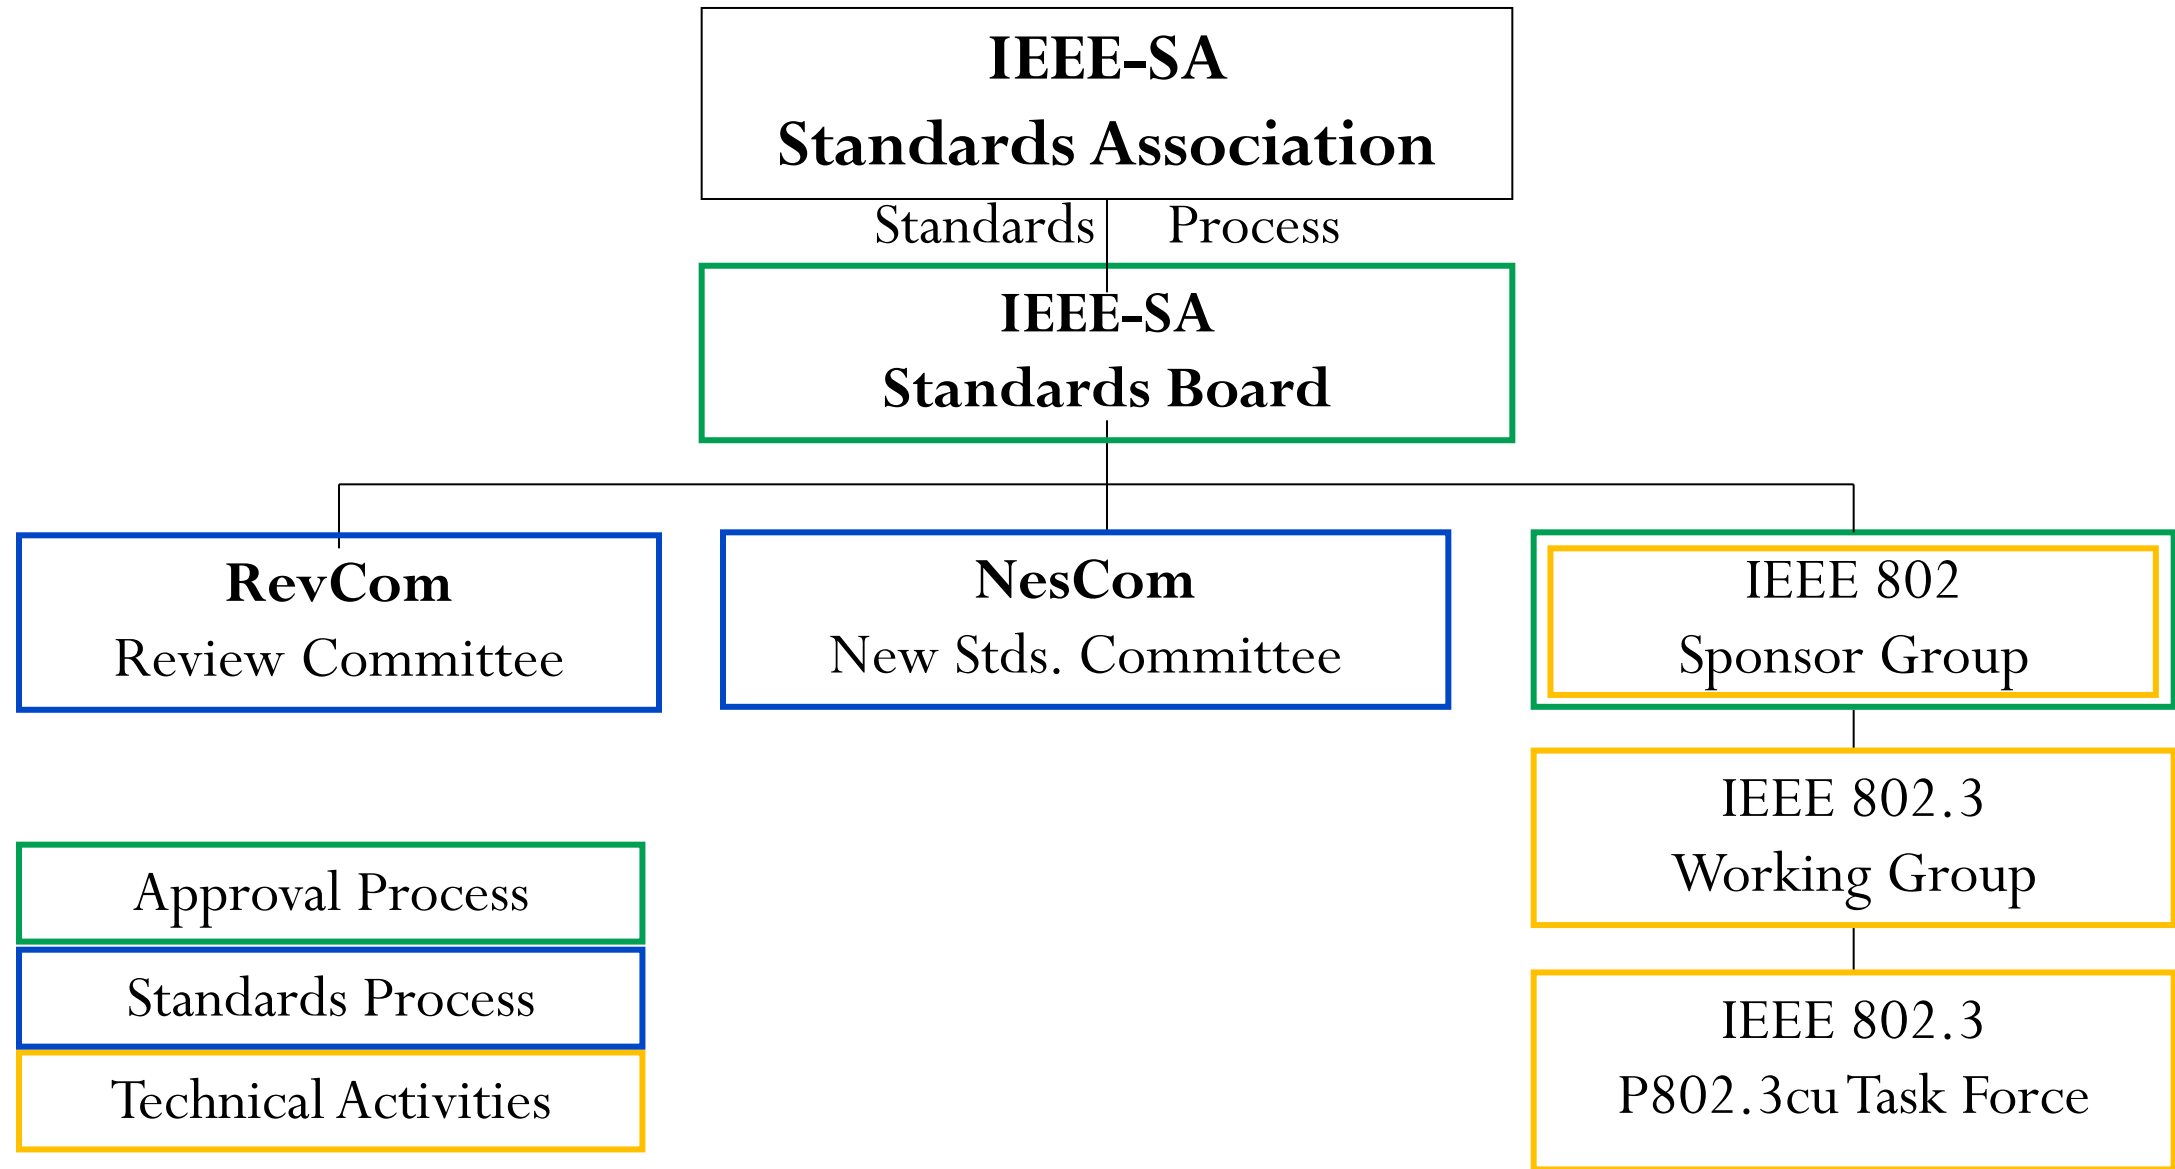 IEEE-SA
Standards Association
Standards Process
IEEE-SA
Standards Board
RevCom
Review Committee
NesCom
New Stds. Committee
IEEE 802
Sponsor Group
IEEE 802.3
Working Group
IEEE 802.3
P802.3cu Task Force
Approval Process
Standards Process
Technical Activities